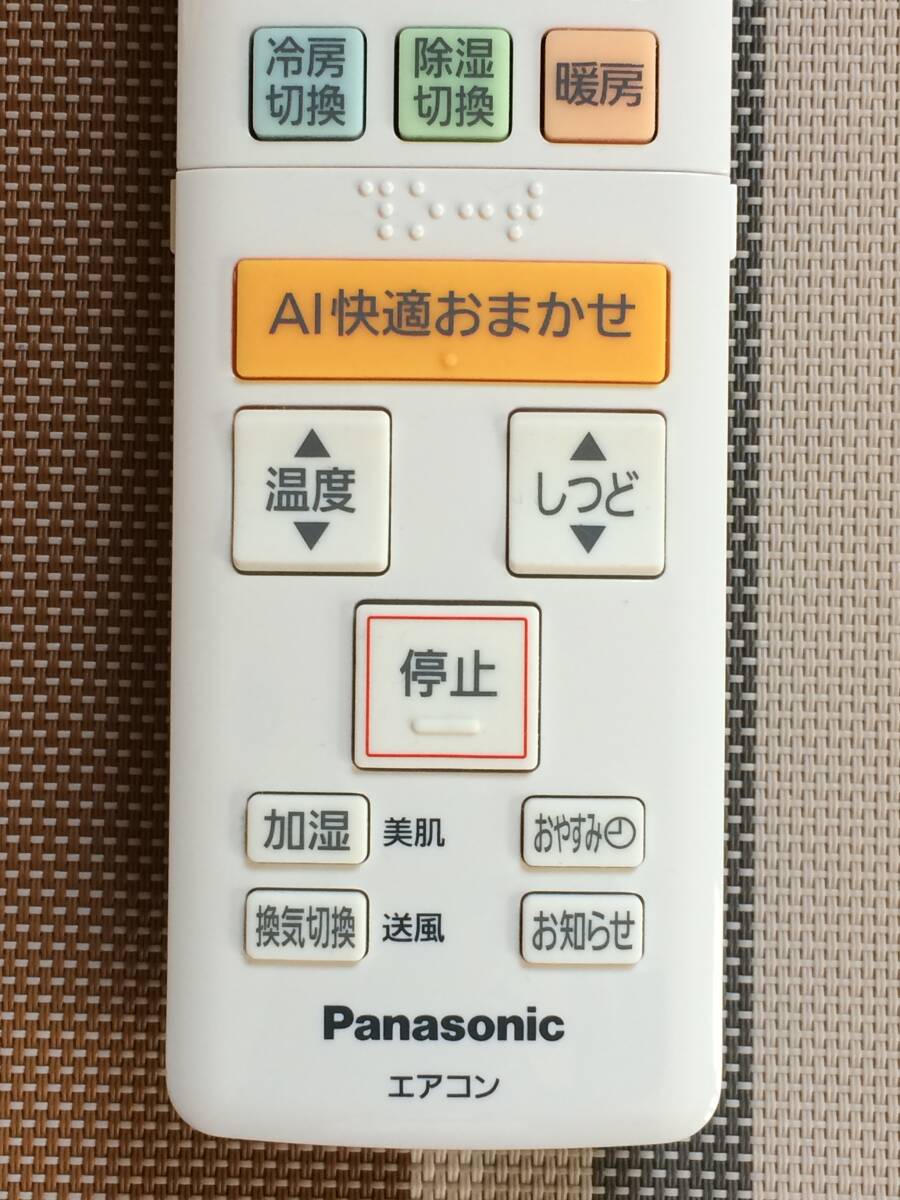 冷房
切換
除湿
切換
暖房
AI快適おまかせ
▲
温度
▼
▲
しつど
▼
停止
加湿 美肌
おやすみ
換気切換 送風
お知らせ
Panasonic
エアコン